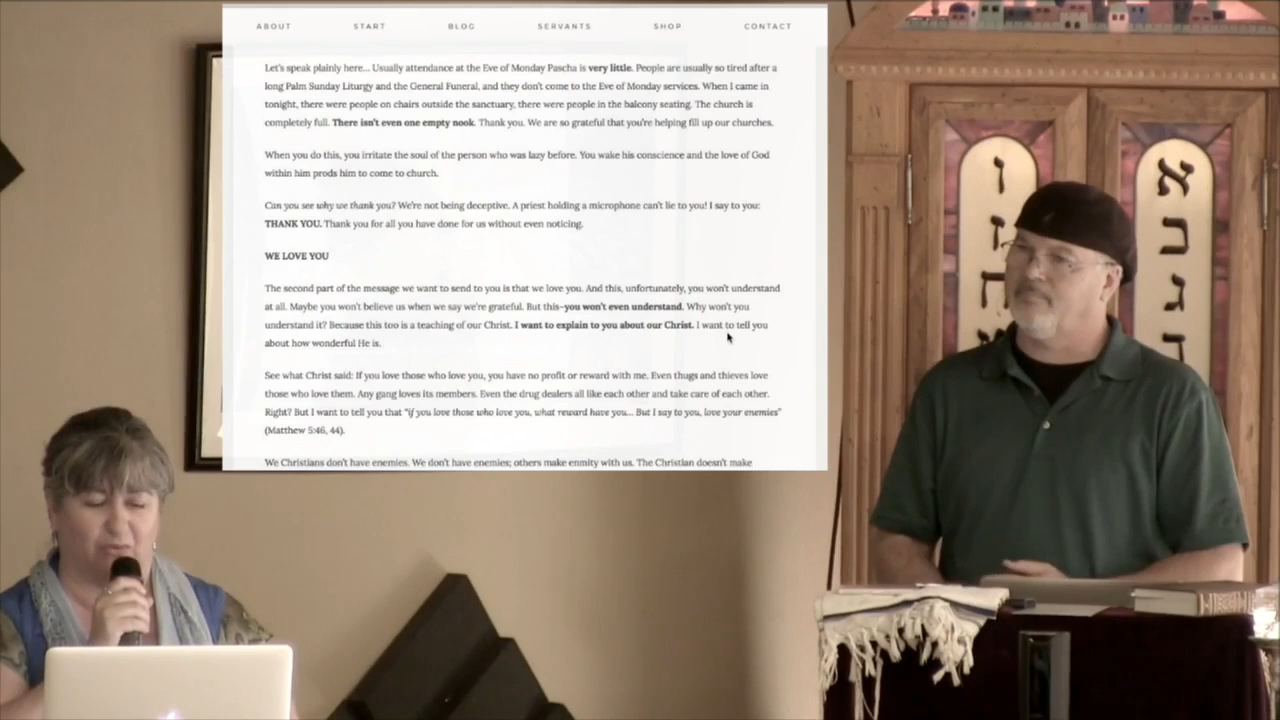 ABOUT START BLOG SERVANTS SHOP CONTACT
Let's speak plainly here... Usually attendance at the Eve of Monday Pascha is very little. People are usually so tired after a
long Palm Sunday Liturgy and the General Funeral, and they don't come to the Eve of Monday services. When I came in
tonight, there were people on chairs outside the sanctuary, there were people in the balcony seating. The church is
completely full. There isn't even one empty nook. Thank you. We are so grateful that you're helping fill up our churches.
When you do this, you irritate the soul of the person who was lazy before. You wake his conscience and the love of God
within him prods him to come to church.
Can you see why we thank you? We're not being deceptive. A priest holding a microphone can't lie to you! I say to you:
THANK YOU. Thank you for all you have done for us without even noticing.
WE LOVE YOU
The second part of the message we want to send to you is that we love you. And this, unfortunately, you won't understand
at all. Maybe you won't believe us when we say we're grateful. But this–you won't even understand. Why won't you
understand it? Because this too is a teaching of our Christ. I want to explain to you about our Christ. I want to tell you
about how wonderful He is.
See what Christ said: If you love those who love you, you have no profit or reward with me. Even thugs and thieves love
those who love them. Any gang loves its members. Even the drug dealers all like each other and take care of each other.
Right? But I want to tell you that "if you love those who love you, what reward have you... But I say to you, love your enemies"
(Matthew 5:46, 44).
We Christians don't have enemies. We don't have enemies; others make enmity with us. The Christian doesn't make
ו
ז
ח
א
ב
ג
ד